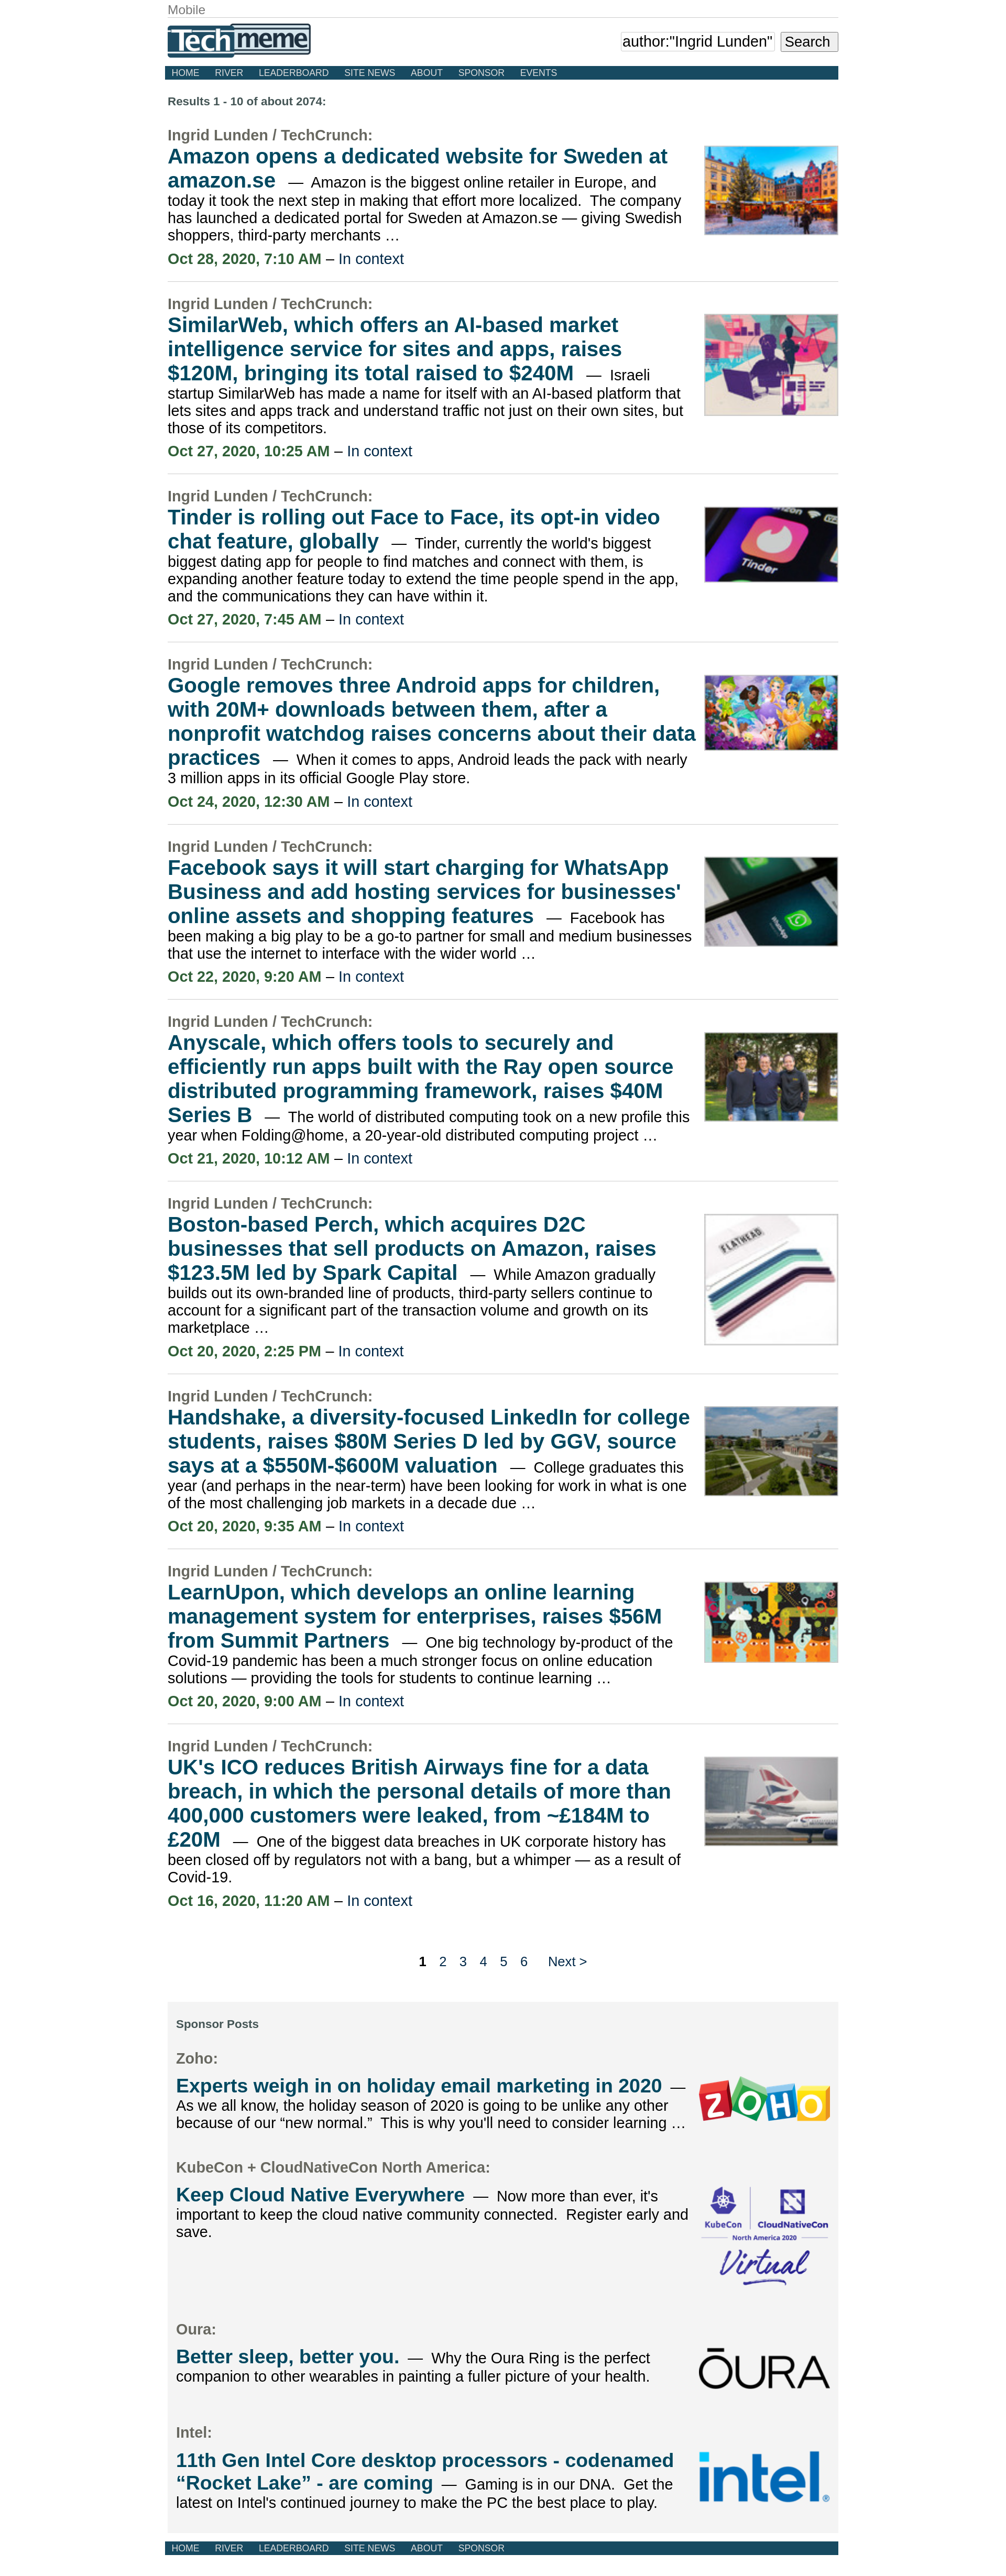 Mobile
Techmeme
author:"Ingrid Lunden" Search
HOME RIVER LEADERBOARD SITE NEWS ABOUT SPONSOR EVENTS
Results 1 - 10 of about 2074:
Ingrid Lunden / TechCrunch:
Amazon opens a dedicated website for Sweden at
amazon.se — Amazon is the biggest online retailer in Europe, and
today it took the next step in making that effort more localized. The company
has launched a dedicated portal for Sweden at Amazon.se — giving Swedish
shoppers, third-party merchants …
Oct 28, 2020, 7:10 AM – In context
Ingrid Lunden / TechCrunch:
SimilarWeb, which offers an AI-based market
intelligence service for sites and apps, raises
$120M, bringing its total raised to $240M — Israeli
startup SimilarWeb has made a name for itself with an AI-based platform that
lets sites and apps track and understand traffic not just on their own sites, but
those of its competitors.
Oct 27, 2020, 10:25 AM – In context
Ingrid Lunden / TechCrunch:
Tinder is rolling out Face to Face, its opt-in video
chat feature, globally — Tinder, currently the world's biggest
biggest dating app for people to find matches and connect with them, is
expanding another feature today to extend the time people spend in the app,
and the communications they can have within it.
Tinder
Oct 27, 2020, 7:45 AM – In context
Ingrid Lunden / TechCrunch:
Google removes three Android apps for children,
with 20M+ downloads between them, after a
nonprofit watchdog raises concerns about their data
practices — When it comes to apps, Android leads the pack with nearly
3 million apps in its official Google Play store.
Oct 24, 2020, 12:30 AM – In context
Ingrid Lunden / TechCrunch:
Facebook says it will start charging for WhatsApp
Business and add hosting services for businesses'
online assets and shopping features — Facebook has
been making a big play to be a go-to partner for small and medium businesses
that use the internet to interface with the wider world …
WhatsApp
Oct 22, 2020, 9:20 AM – In context
Ingrid Lunden / TechCrunch:
Anyscale, which offers tools to securely and
efficiently run apps built with the Ray open source
distributed programming framework, raises $40M
Series B — The world of distributed computing took on a new profile this
year when Folding@home, a 20-year-old distributed computing project …
Oct 21, 2020, 10:12 AM – In context
Ingrid Lunden / TechCrunch:
Boston-based Perch, which acquires D2C
businesses that sell products on Amazon, raises
$123.5M led by Spark Capital — While Amazon gradually
builds out its own-branded line of products, third-party sellers continue to
account for a significant part of the transaction volume and growth on its
marketplace …
FLATHEAD
Oct 20, 2020, 2:25 PM – In context
Ingrid Lunden / TechCrunch:
Handshake, a diversity-focused LinkedIn for college
students, raises $80M Series D led by GGV, source
says at a $550M-$600M valuation — College graduates this
year (and perhaps in the near-term) have been looking for work in what is one
of the most challenging job markets in a decade due …
Oct 20, 2020, 9:35 AM – In context
Ingrid Lunden / TechCrunch:
LearnUpon, which develops an online learning
management system for enterprises, raises $56M
from Summit Partners — One big technology by-product of the
Covid-19 pandemic has been a much stronger focus on online education
solutions — providing the tools for students to continue learning …
Oct 20, 2020, 9:00 AM – In context
Ingrid Lunden / TechCrunch:
UK's ICO reduces British Airways fine for a data
breach, in which the personal details of more than
400,000 customers were leaked, from ~£184M to
£20M — One of the biggest data breaches in UK corporate history has
been closed off by regulators not with a bang, but a whimper — as a result of
Covid-19.
Oct 16, 2020, 11:20 AM – In context
1 2 3 4 5 6 Next >
Sponsor Posts
Zoho:
Experts weigh in on holiday email marketing in 2020 —
As we all know, the holiday season of 2020 is going to be unlike any other
because of our “new normal.” This is why you'll need to consider learning …
ZOHO
KubeCon + CloudNativeCon North America:
Keep Cloud Native Everywhere — Now more than ever, it's
important to keep the cloud native community connected. Register early and
save.
KubeCon CloudNativeCon
North America 2020
Virtual
Oura:
Better sleep, better you. — Why the Oura Ring is the perfect
companion to other wearables in painting a fuller picture of your health.
ŌURA
Intel:
11th Gen Intel Core desktop processors - codenamed
“Rocket Lake” - are coming — Gaming is in our DNA. Get the
latest on Intel's continued journey to make the PC the best place to play.
intel®
HOME RIVER LEADERBOARD SITE NEWS ABOUT SPONSOR